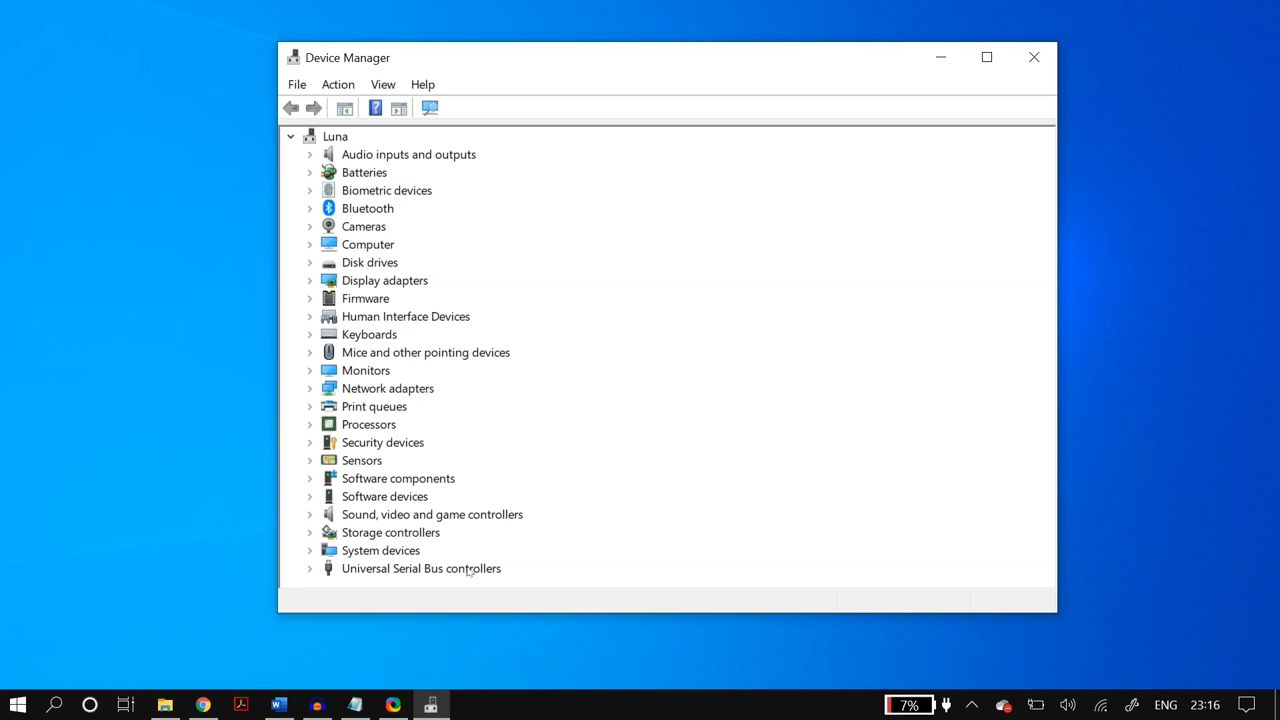 Device Manager
File Action View Help
Luna
Audio inputs and outputs
Batteries
Biometric devices
Bluetooth
Cameras
Computer
Disk drives
Display adapters
Firmware
Human Interface Devices
Keyboards
Mice and other pointing devices
Monitors
Network adapters
Print queues
Processors
Security devices
Sensors
Software components
Software devices
Sound, video and game controllers
Storage controllers
System devices
Universal Serial Bus controllers
7% ENG 23:16